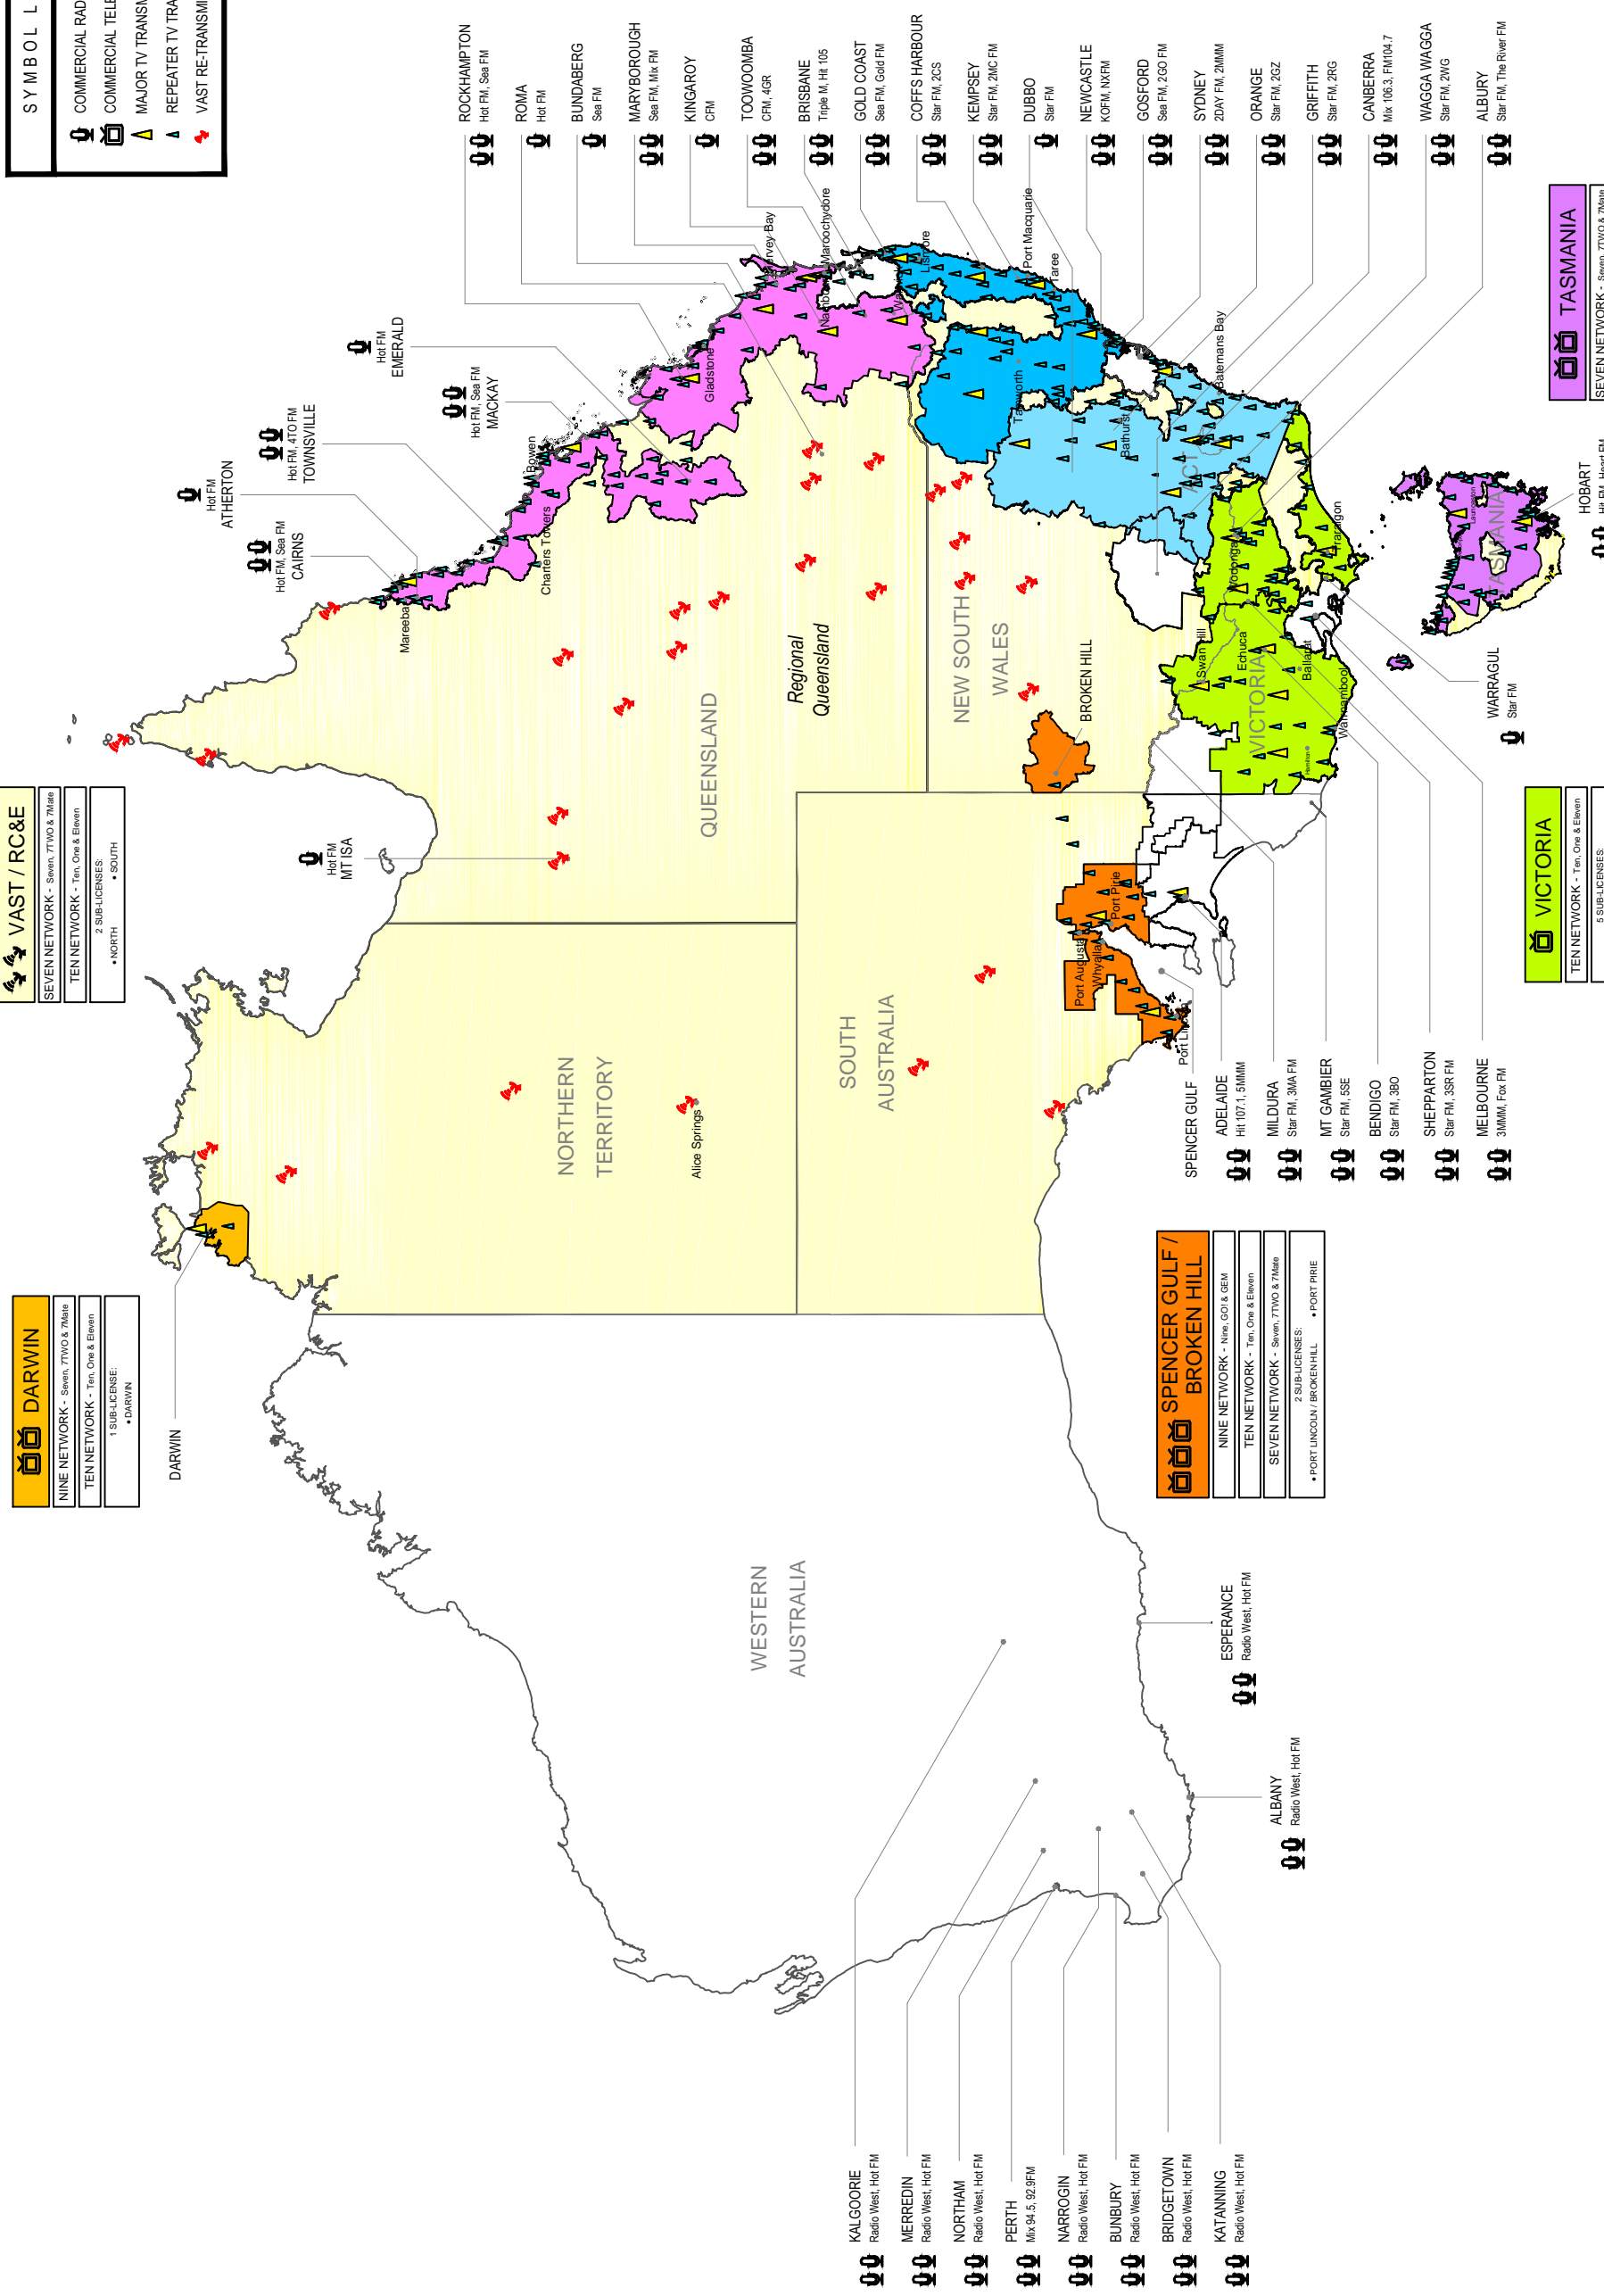 SYMBOL L
COMMERCIAL RAD
COMMERCIAL TELE
MAJOR TV TRANSM
REPEATER TV TRA
VAST RE-TRANSMI
VAST / RC&E
SEVEN NETWORK - Seven, 7TWO & 7Mate
TEN NETWORK - Ten, One & Eleven
2 SUB-LICENSES:
• NORTH • SOUTH
DARWIN
NINE NETWORK - Seven, 7TWO & 7Mate
TEN NETWORK - Ten, One & Eleven
1 SUB-LICENSE:
• DARWIN
DARWIN
Hot FM
MT ISA
Hot FM, Sea FM
CAIRNS
Hot FM
ATHERTON
Hot FM, 4TO FM
TOWNSVILLE
Hot FM, Sea FM
MACKAY
Hot FM
EMERALD
ROCKHAMPTON
Hot FM, Sea FM
ROMA
Hot FM
BUNDABERG
Sea FM
MARYBOROUGH
Sea FM, Mix FM
KINGAROY
CFM
TOOWOOMBA
CFM, 4GR
BRISBANE
Triple M, Hit 105
GOLD COAST
Sea FM, Gold FM
COFFS HARBOUR
Star FM, 2CS
KEMPSEY
Star FM, 2MC FM
DUBBO
Star FM
NEWCASTLE
KOFM, NXFM
GOSFORD
Sea FM, 2GO FM
SYDNEY
2DAY FM, 2MMM
ORANGE
Star FM, 2GZ
GRIFFITH
Star FM, 2RG
CANBERRA
Mix 106.3, FM104.7
WAGGA WAGGA
Star FM, 2WG
ALBURY
Star FM, The River FM
Mareeba
Charters Towers
Bowen
Gladstone
Hervey Bay
Nambour
Maroochydore
Lismore
Port Macquarie
Taree
Tamworth
Bathurst
Batemans Bay
ACT
Wodonga
Traralgon
Swan Hill
Echuca
Ballarat
Hamilton
Warrnambool
VICTORIA
QUEENSLAND
Regional
Queensland
NEW SOUTH
WALES
BROKEN HILL
NORTHERN
TERRITORY
Alice Springs
SOUTH
AUSTRALIA
Port Augusta
Whyalla
Port Pirie
Port Lincoln
WESTERN
AUSTRALIA
TASMANIA
Launceston
HOBART
Hit FM, Heart FM
WARRAGUL
Star FM
TASMANIA
SEVEN NETWORK - Seven, 7TWO & 7Mate
VICTORIA
TEN NETWORK - Ten, One & Eleven
5 SUB-LICENSES:
SPENCER GULF
ADELAIDE
Hit 107.1, 5MMM
MILDURA
Star FM, 3MA FM
MT GAMBIER
Star FM, 5SE
BENDIGO
Star FM, 3BO
SHEPPARTON
Star FM, 3SR FM
MELBOURNE
3MMM, Fox FM
SPENCER GULF /
BROKEN HILL
NINE NETWORK - Nine, GO! & GEM
TEN NETWORK - Ten, One & Eleven
SEVEN NETWORK - Seven, 7TWO & 7Mate
2 SUB-LICENSES:
• PORT LINCOLN / BROKEN HILL • PORT PIRIE
ESPERANCE
Radio West, Hot FM
ALBANY
Radio West, Hot FM
KALGOORIE
Radio West, Hot FM
MERREDIN
Radio West, Hot FM
NORTHAM
Radio West, Hot FM
PERTH
Mix 94.5, 92.9FM
NARROGIN
Radio West, Hot FM
BUNBURY
Radio West, Hot FM
BRIDGETOWN
Radio West, Hot FM
KATANNING
Radio West, Hot FM